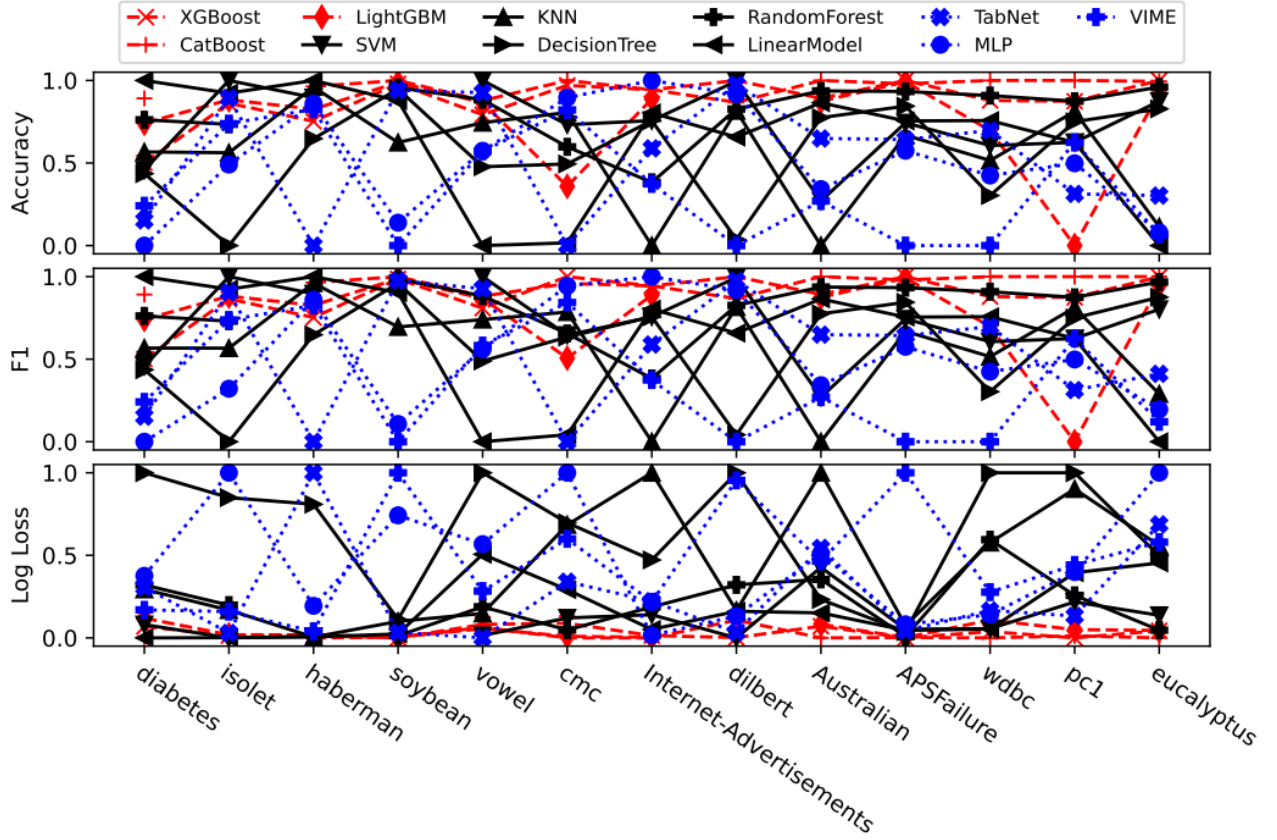 XGBoost LightGBM KNN RandomForest TabNet VIME
CatBoost SVM DecisionTree LinearModel MLP
1.0
0.5
0.0
Accuracy
1.0
0.5
0.0
F1
1.0
0.5
0.0
Log Loss
diabetes
isolet
haberman
soybean
vowel
cmc
Internet-Advertisements
dilbert
Australian
APSFailure
wdbc
pc1
eucalyptus